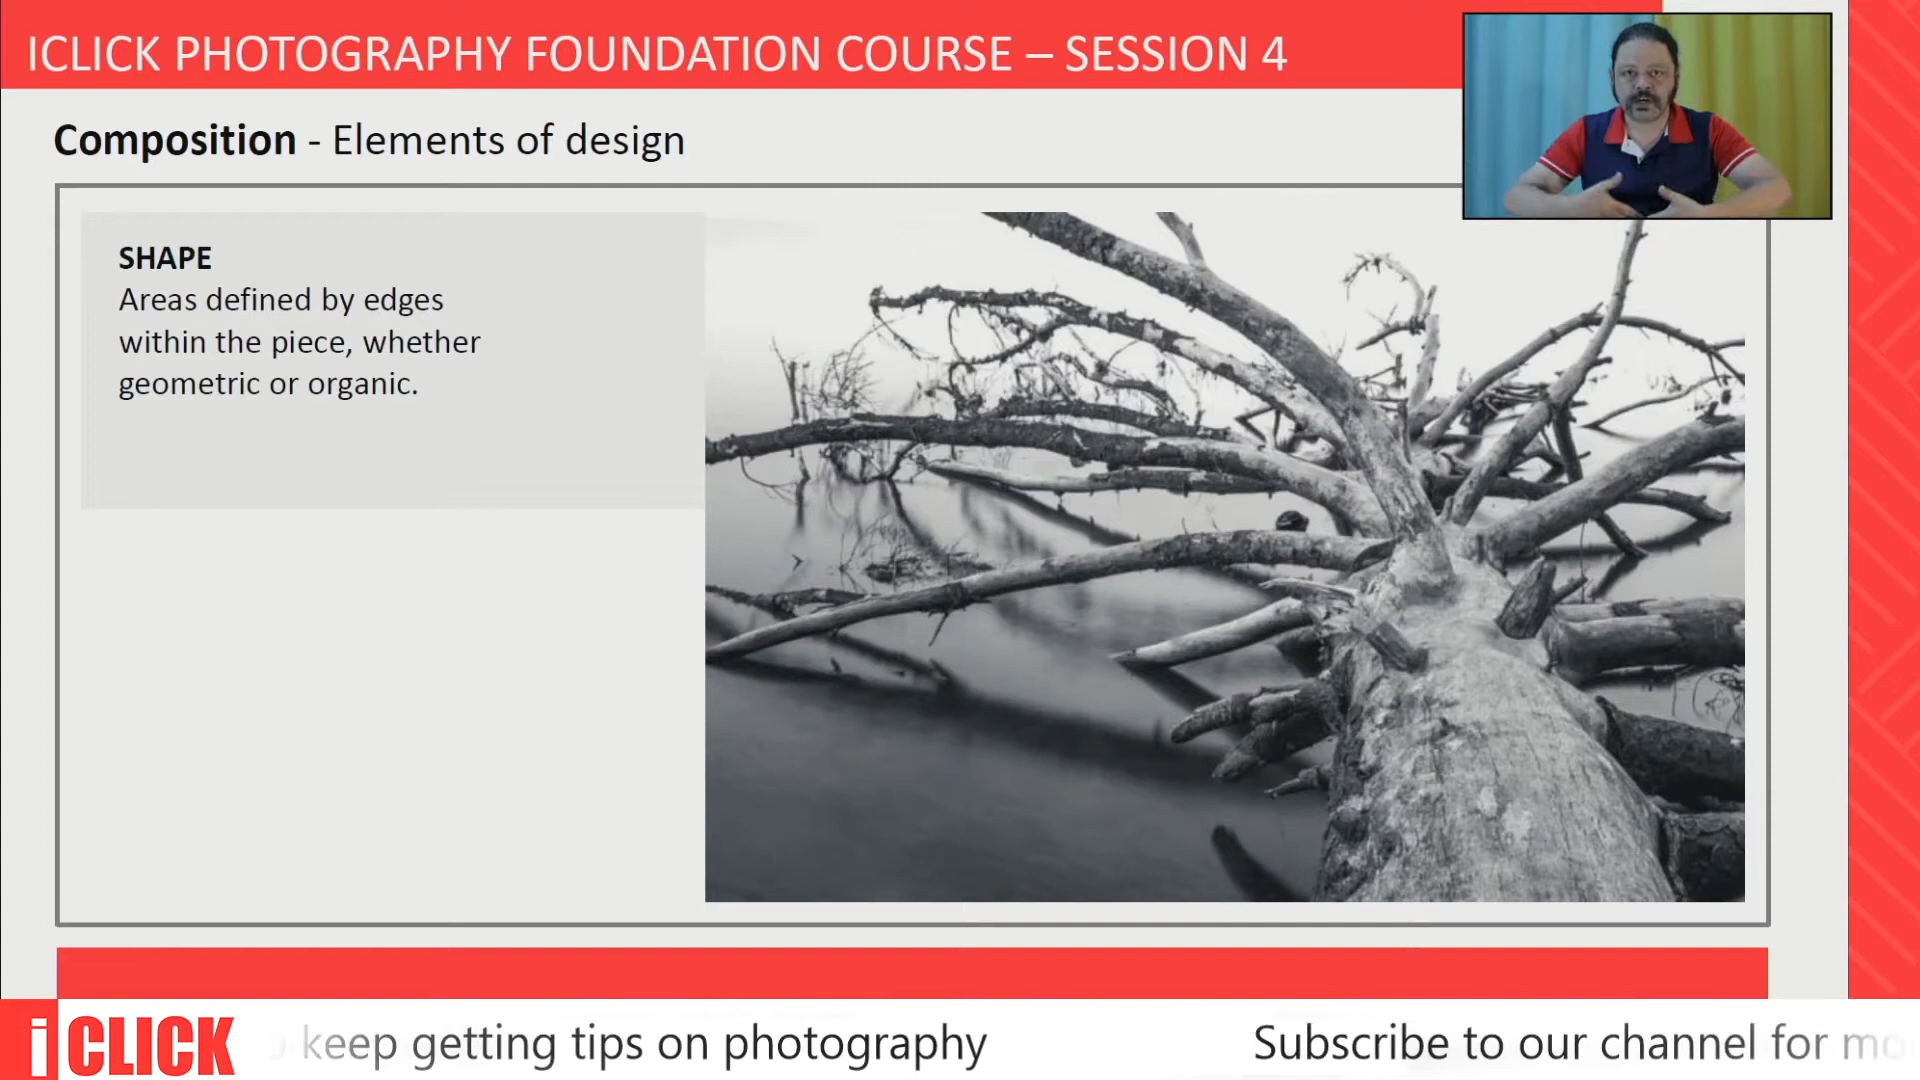 ICLICK PHOTOGRAPHY FOUNDATION COURSE – SESSION 4
Composition - Elements of design
SHAPE
Areas defined by edges
within the piece, whether
geometric or organic.
iCLICK
keep getting tips on photography
Subscribe to our channel for